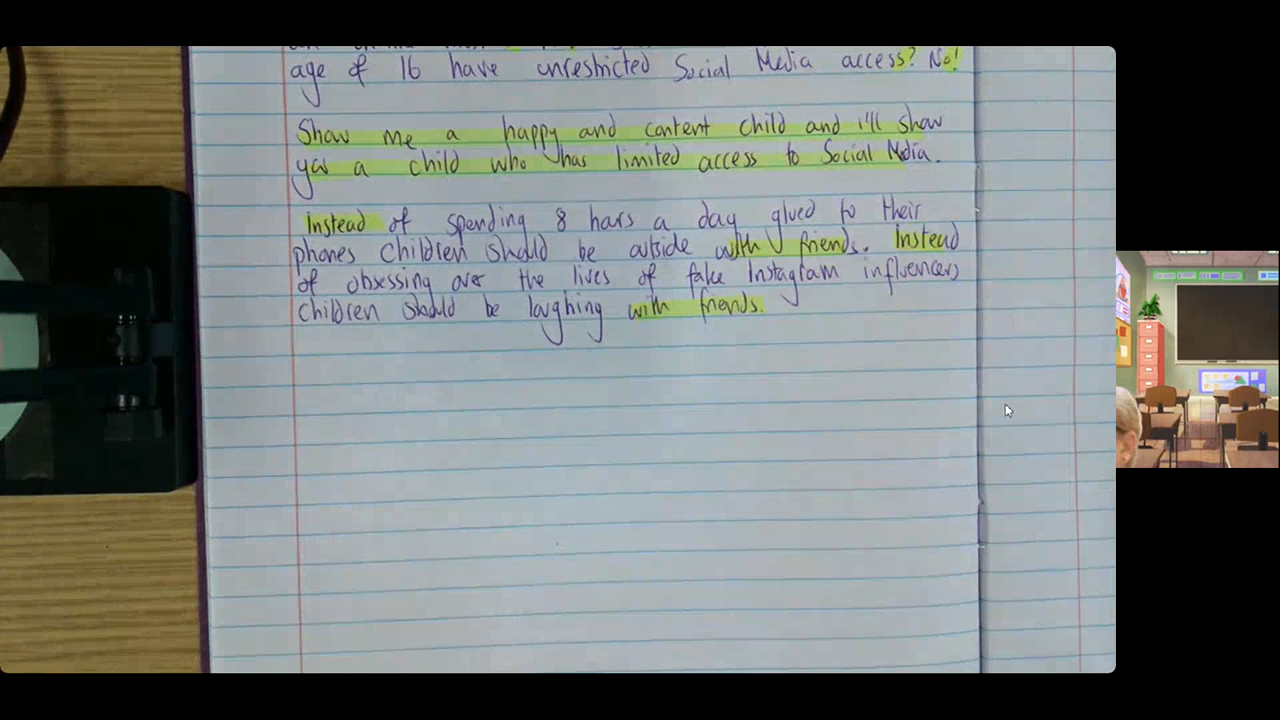 age of 16 have unrestricted Social Media access? No!
Show me a happy and content child and i'll show
you a child who has limited access to Social Media.
Instead of spending 8 hours a day glued to their
phones children should be outside with friends. Instead
of obsessing over the lives of fake Instagram influencers
children should be laughing with friends.